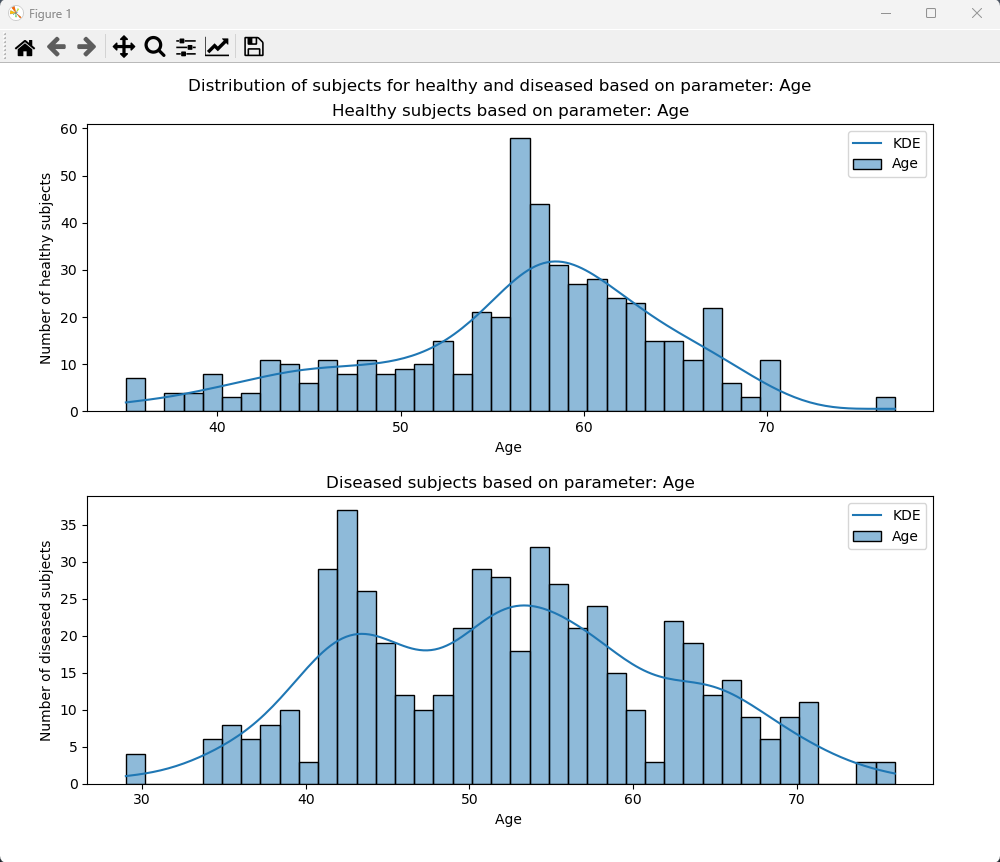 Figure 1
Distribution of subjects for healthy and diseased based on parameter: Age
Healthy subjects based on parameter: Age
60
50
40
30
20
10
0
Number of healthy subjects
KDE
Age
40 50 60 70
Age
Diseased subjects based on parameter: Age
35
30
25
20
15
10
5
0
Number of diseased subjects
KDE
Age
30 40 50 60 70
Age